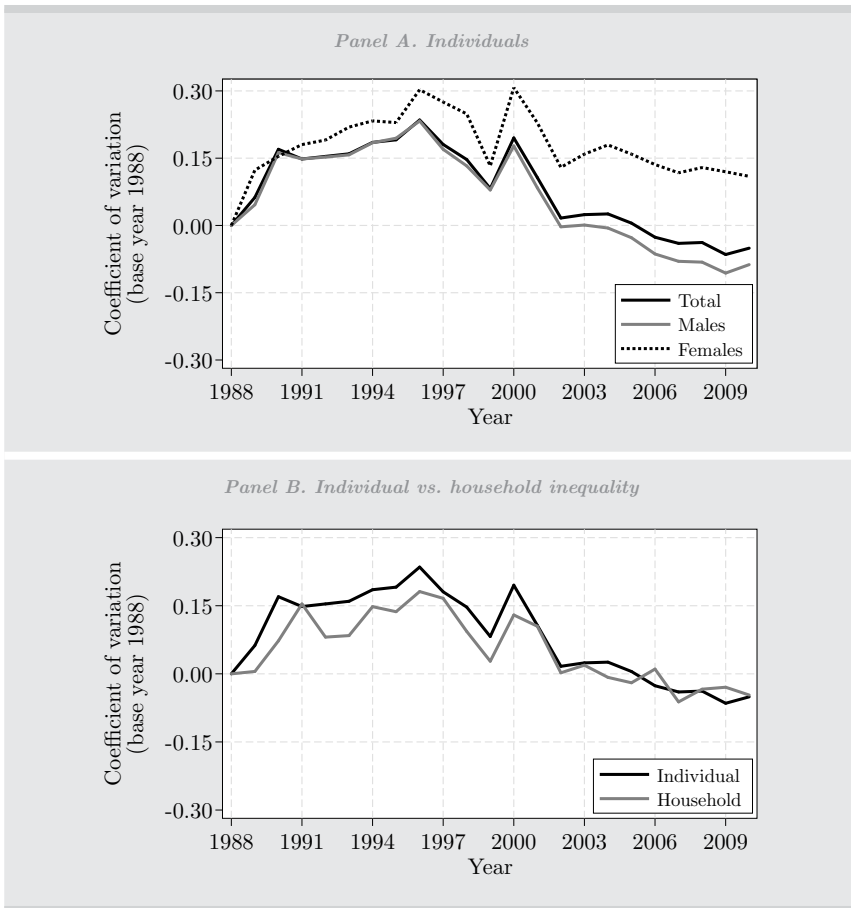 Panel A. Individuals
Coefficient of variation
(base year 1988)
0.30
0.15
0.00
-0.15
-0.30
Total
Males
Females
1988 1991 1994 1997 2000 2003 2006 2009
Year
Panel B. Individual vs. household inequality
Coefficient of variation
(base year 1988)
0.30
0.15
0.00
-0.15
-0.30
Individual
Household
1988 1991 1994 1997 2000 2003 2006 2009
Year